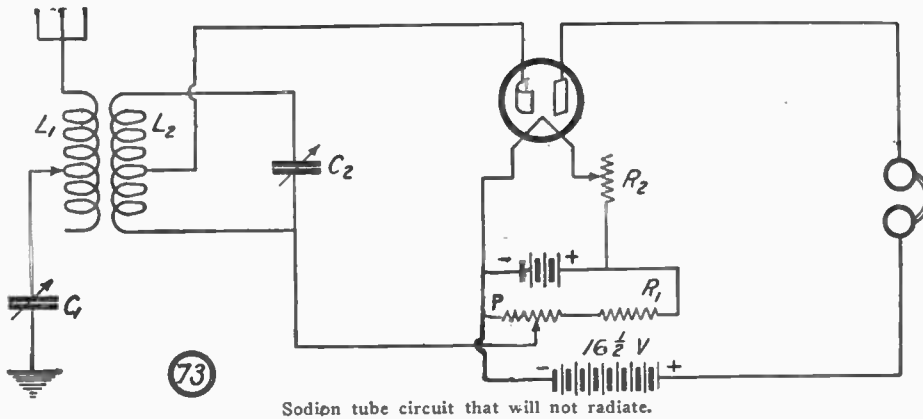 L₁
L₂
C₂
R₂
C₁
- +
P
R₁
16 ½ V
- +
73
Sodion tube circuit that will not radiate.